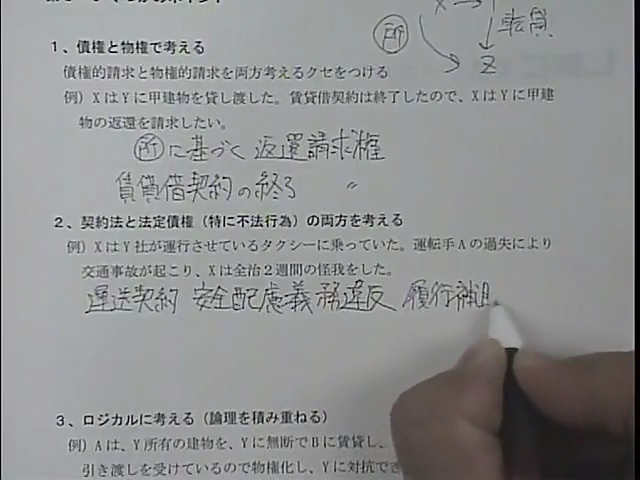 X → Y
所
転貸
Z
1、債権と物権で考える
債権的請求と物権的請求を両方考えるクセをつける
例）XはYに甲建物を貸し渡した。賃貸借契約は終了したので、XはYに甲建
物の返還を請求したい。
所に基づく返還請求権
賃貸借契約の終了 〃
2、契約法と法定債権（特に不法行為）の両方を考える
例）XはY社が運行させているタクシーに乗っていた。運転手Aの過失により
交通事故が起こり、Xは全治２週間の怪我をした。
運送契約 安全配慮義務違反 履行補
3、ロジカルに考える（論理を積み重ねる）
例）Aは、Y所有の建物を、Yに無断でBに賃貸し、
引き渡しを受けているので物権化し、Yに対抗でき